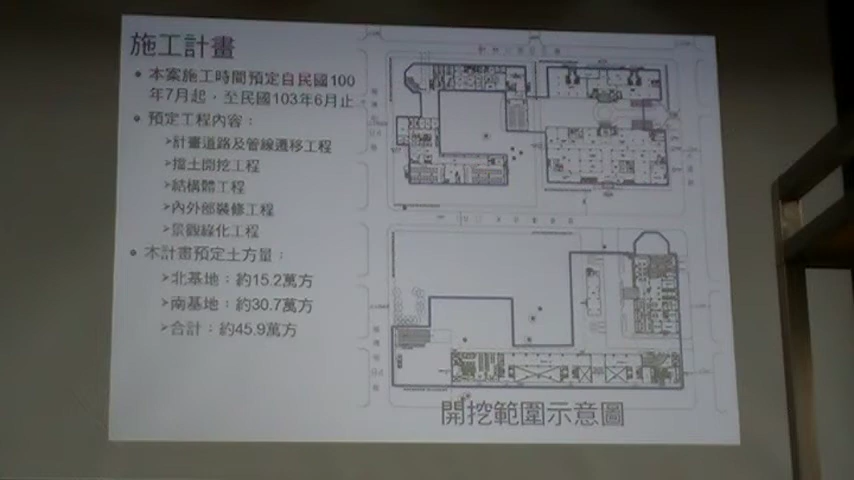 施工計畫
• 本案施工時間預定自民國100
年7月起，至民國103年6月止
• 預定工程內容：
➢計畫道路及管線遷移工程
➢擋土開挖工程
➢結構體工程
➢內外部裝修工程
➢景觀綠化工程
• 本計畫預定土方量：
➢北基地：約15.2萬方
➢南基地：約30.7萬方
➢合計：約45.9萬方
開挖範圍示意圖